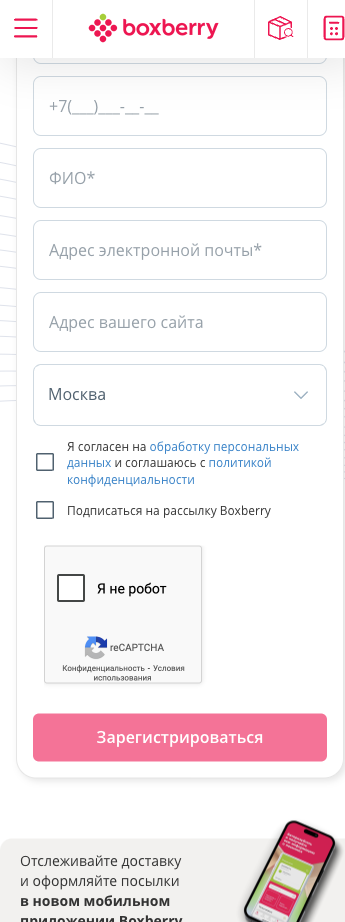 boxberry
+7(___)___-__-__
ФИО*
Адрес электронной почты*
Адрес вашего сайта
Москва
Я согласен на обработку персональных
данных и соглашаюсь с политикой
конфиденциальности
Подписаться на рассылку Boxberry
Я не робот
reCAPTCHA
Конфиденциальность - Условия
использования
Зарегистрироваться
Отслеживайте доставку
и оформляйте посылки
в новом мобильном
приложении Boxberry